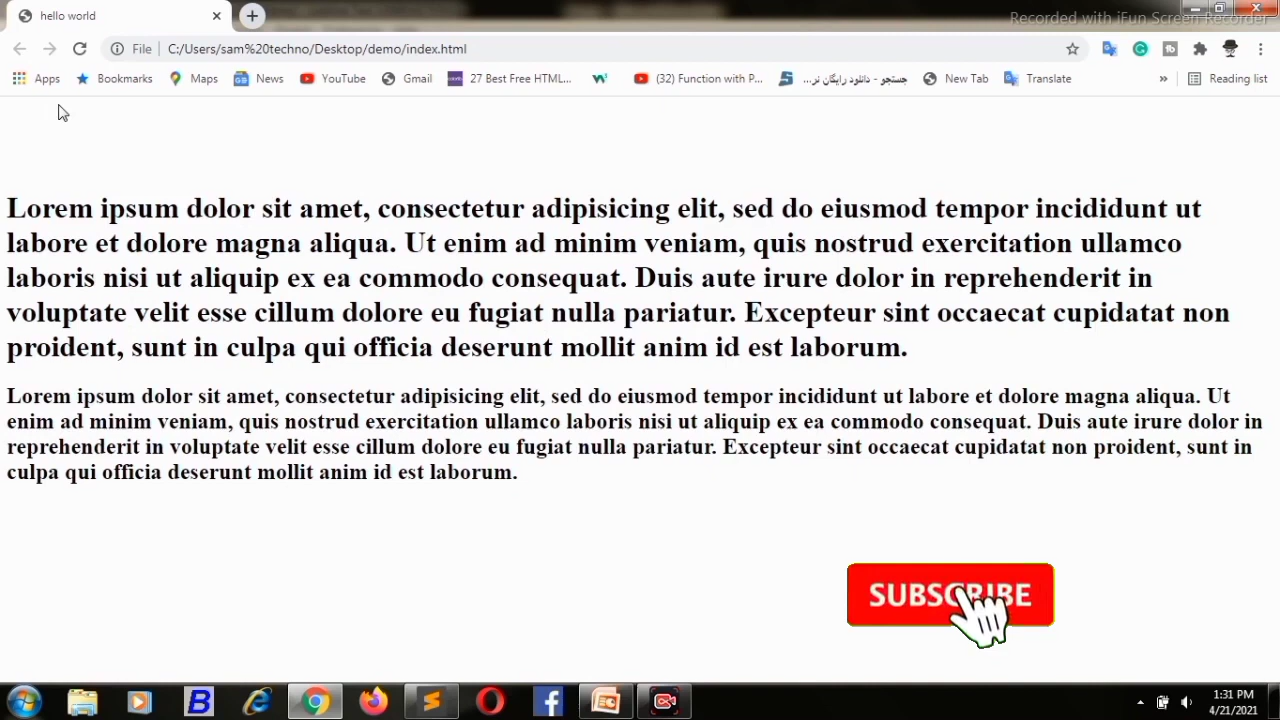 hello world
Recorded with iFun Screen Recorder
File C:/Users/sam%20techno/Desktop/demo/index.html
Apps Bookmarks Maps News YouTube Gmail 27 Best Free HTML... (32) Function with P... جستجو - دانلود رایگان نر... New Tab Translate » Reading list
Lorem ipsum dolor sit amet, consectetur adipisicing elit, sed do eiusmod tempor incididunt ut
labore et dolore magna aliqua. Ut enim ad minim veniam, quis nostrud exercitation ullamco
laboris nisi ut aliquip ex ea commodo consequat. Duis aute irure dolor in reprehenderit in
voluptate velit esse cillum dolore eu fugiat nulla pariatur. Excepteur sint occaecat cupidatat non
proident, sunt in culpa qui officia deserunt mollit anim id est laborum.
Lorem ipsum dolor sit amet, consectetur adipisicing elit, sed do eiusmod tempor incididunt ut labore et dolore magna aliqua. Ut
enim ad minim veniam, quis nostrud exercitation ullamco laboris nisi ut aliquip ex ea commodo consequat. Duis aute irure dolor in
reprehenderit in voluptate velit esse cillum dolore eu fugiat nulla pariatur. Excepteur sint occaecat cupidatat non proident, sunt in
culpa qui officia deserunt mollit anim id est laborum.
SUBSCRIBE
1:31 PM
4/21/2021